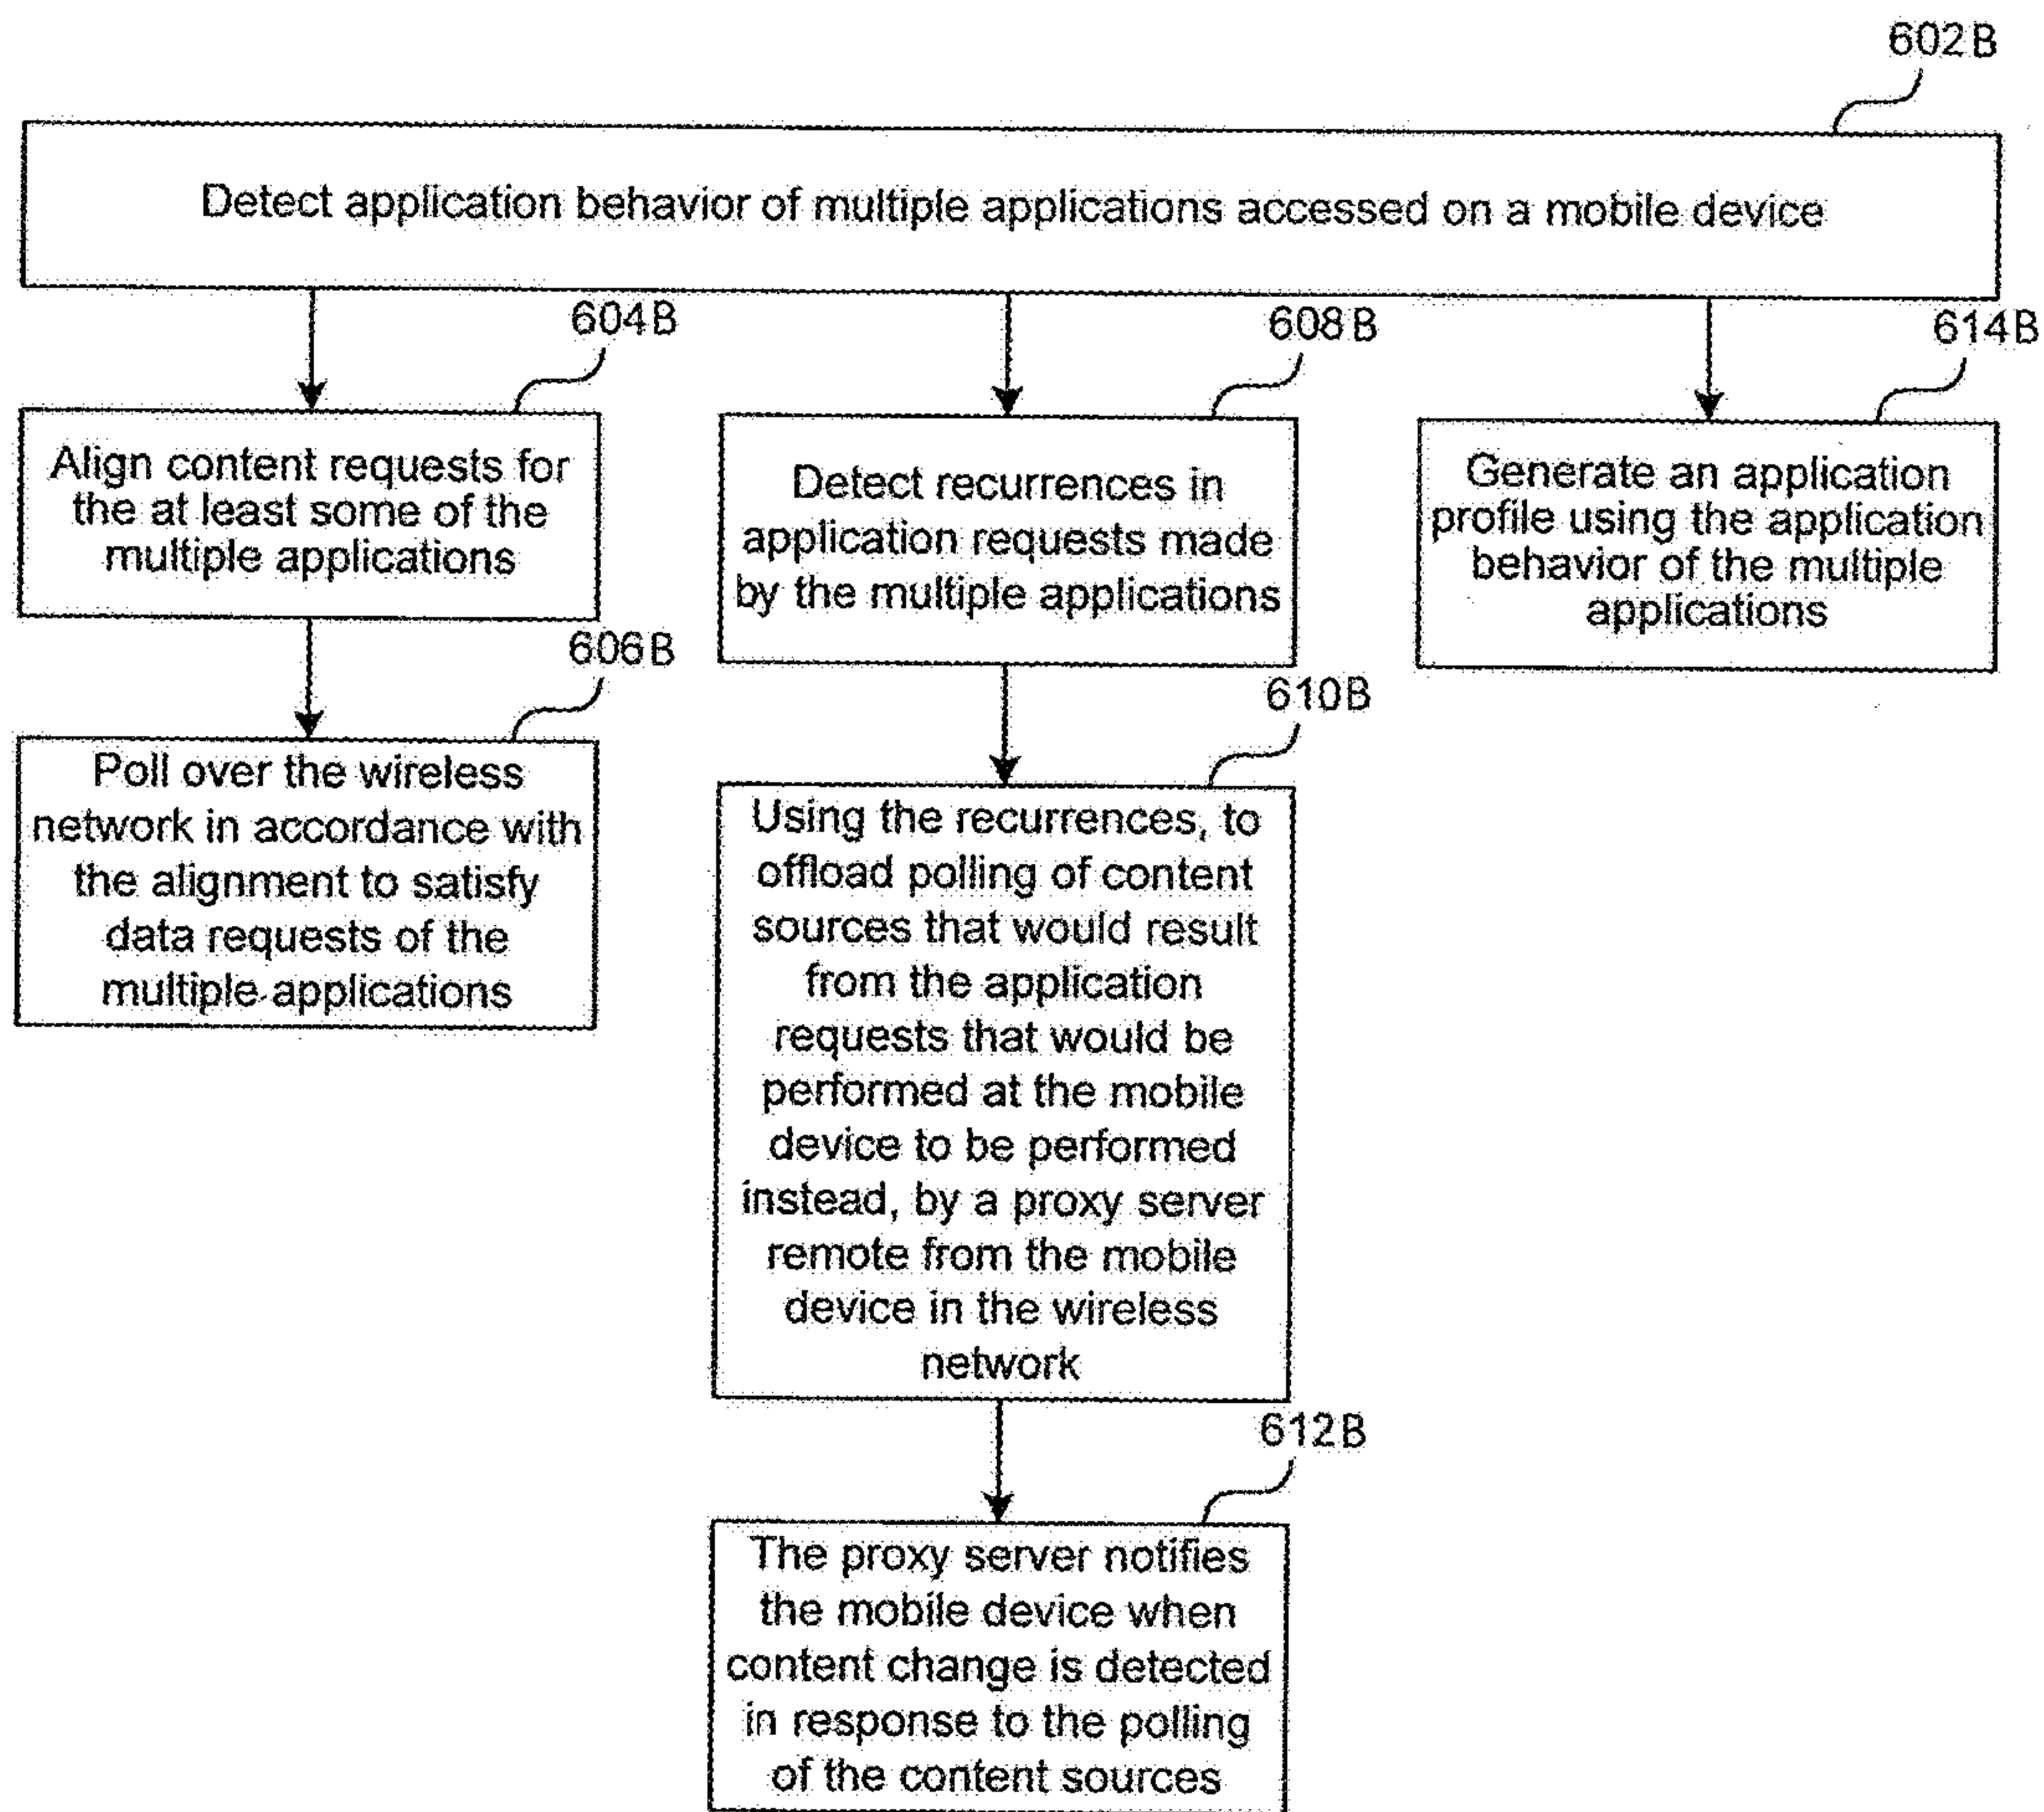 602B
Detect application behavior of multiple applications accessed on a mobile device
604B
Align content requests for
the at least some of the
multiple applications
606B
Poll over the wireless
network in accordance with
the alignment to satisfy
data requests of the
multiple applications
608B
Detect recurrences in
application requests made
by the multiple applications
610B
Using the recurrences, to
offload polling of content
sources that would result
from the application
requests that would be
performed at the mobile
device to be performed
instead, by a proxy server
remote from the mobile
device in the wireless
network
612B
The proxy server notifies
the mobile device when
content change is detected
in response to the polling
of the content sources
614B
Generate an application
profile using the application
behavior of the multiple
applications